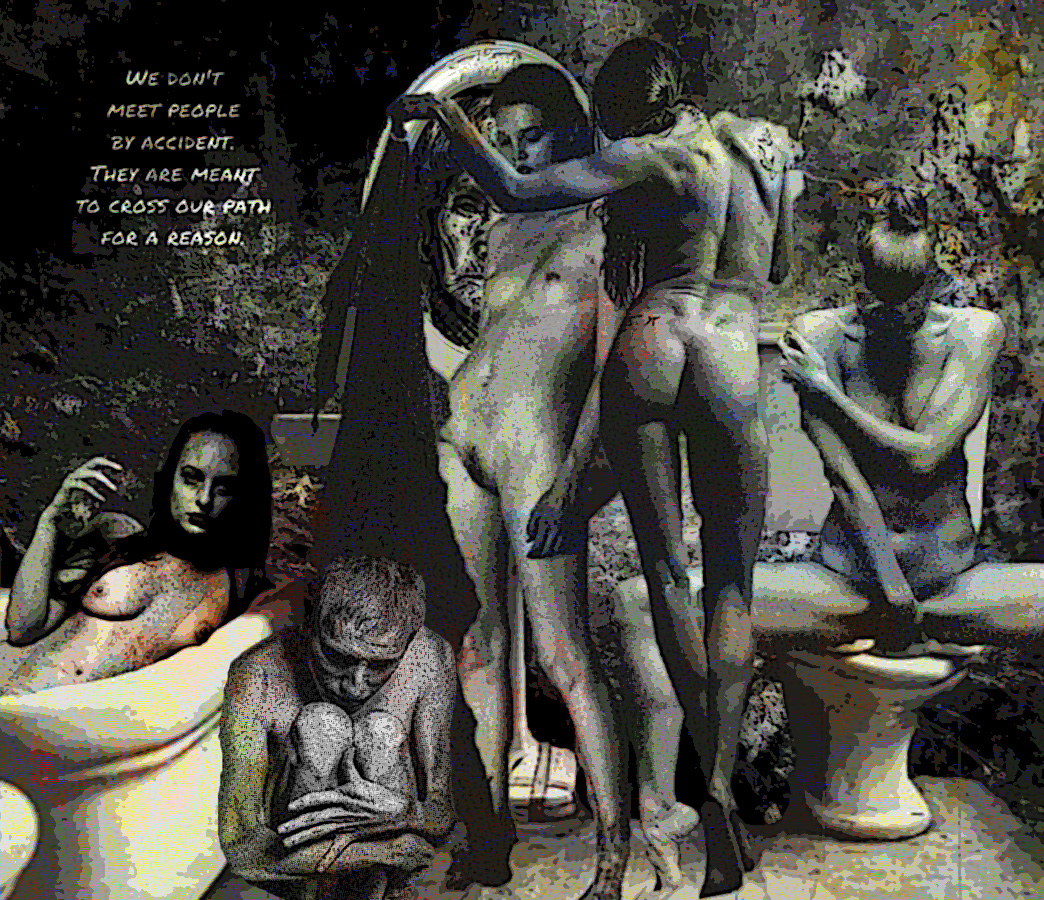 WE DON'T
MEET PEOPLE
BY ACCIDENT.
THEY ARE MEANT
TO CROSS OUR PATH
FOR A REASON.